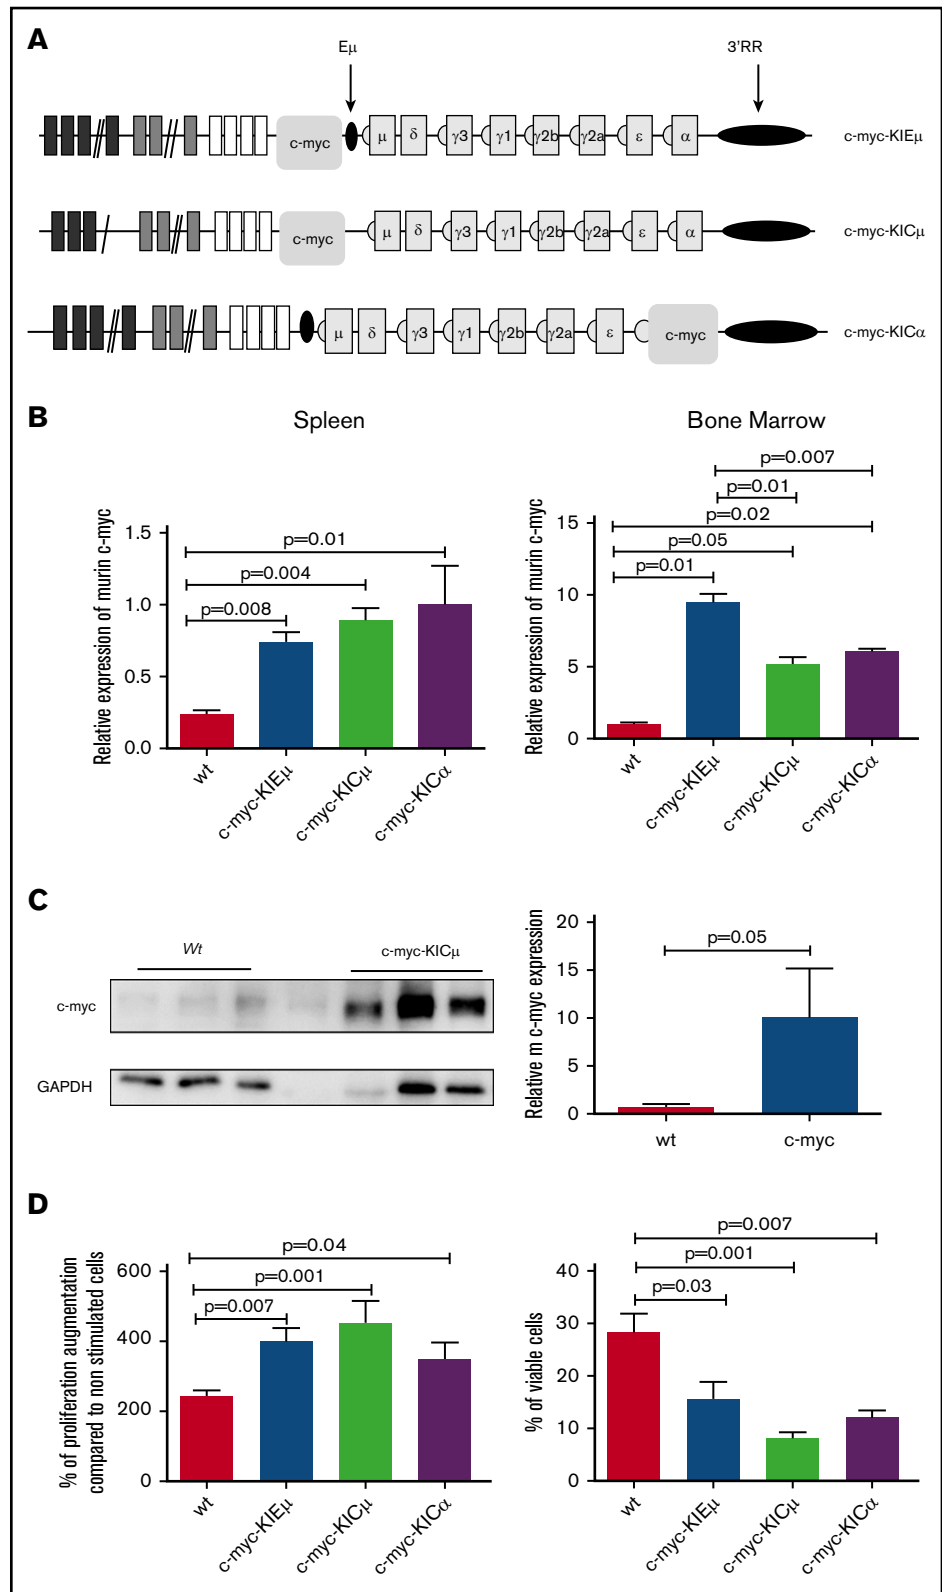 A
Eμ
3'RR
c-myc
μ
δ
γ3
γ1
γ2b
γ2a
ε
α
c-myc-KIEμ
c-myc
μ
δ
γ3
γ1
γ2b
γ2a
ε
α
c-myc-KICμ
μ
δ
γ3
γ1
γ2b
γ2a
ε
c-myc
c-myc-KICα
B
Spleen
Relative expression of murin c-myc
1.5
1.0
0.5
0.0
p=0.01
p=0.004
p=0.008
wt
c-myc-KIEμ
c-myc-KICμ
c-myc-KICα
Bone Marrow
Relative expression of murin c-myc
15
10
5
0
p=0.007
p=0.01
p=0.02
p=0.05
p=0.01
wt
c-myc-KIEμ
c-myc-KICμ
c-myc-KICα
C
Wt
c-myc-KICμ
c-myc
GAPDH
Relative m c-myc expression
20
15
10
5
0
p=0.05
wt
c-myc
D
% of proliferation augmentation
compared to non stimulated cells
600
400
200
0
p=0.04
p=0.001
p=0.007
wt
c-myc-KIEμ
c-myc-KICμ
c-myc-KICα
% of viable cells
40
30
20
10
0
p=0.007
p=0.001
p=0.03
wt
c-myc-KIEμ
c-myc-KICμ
c-myc-KICα